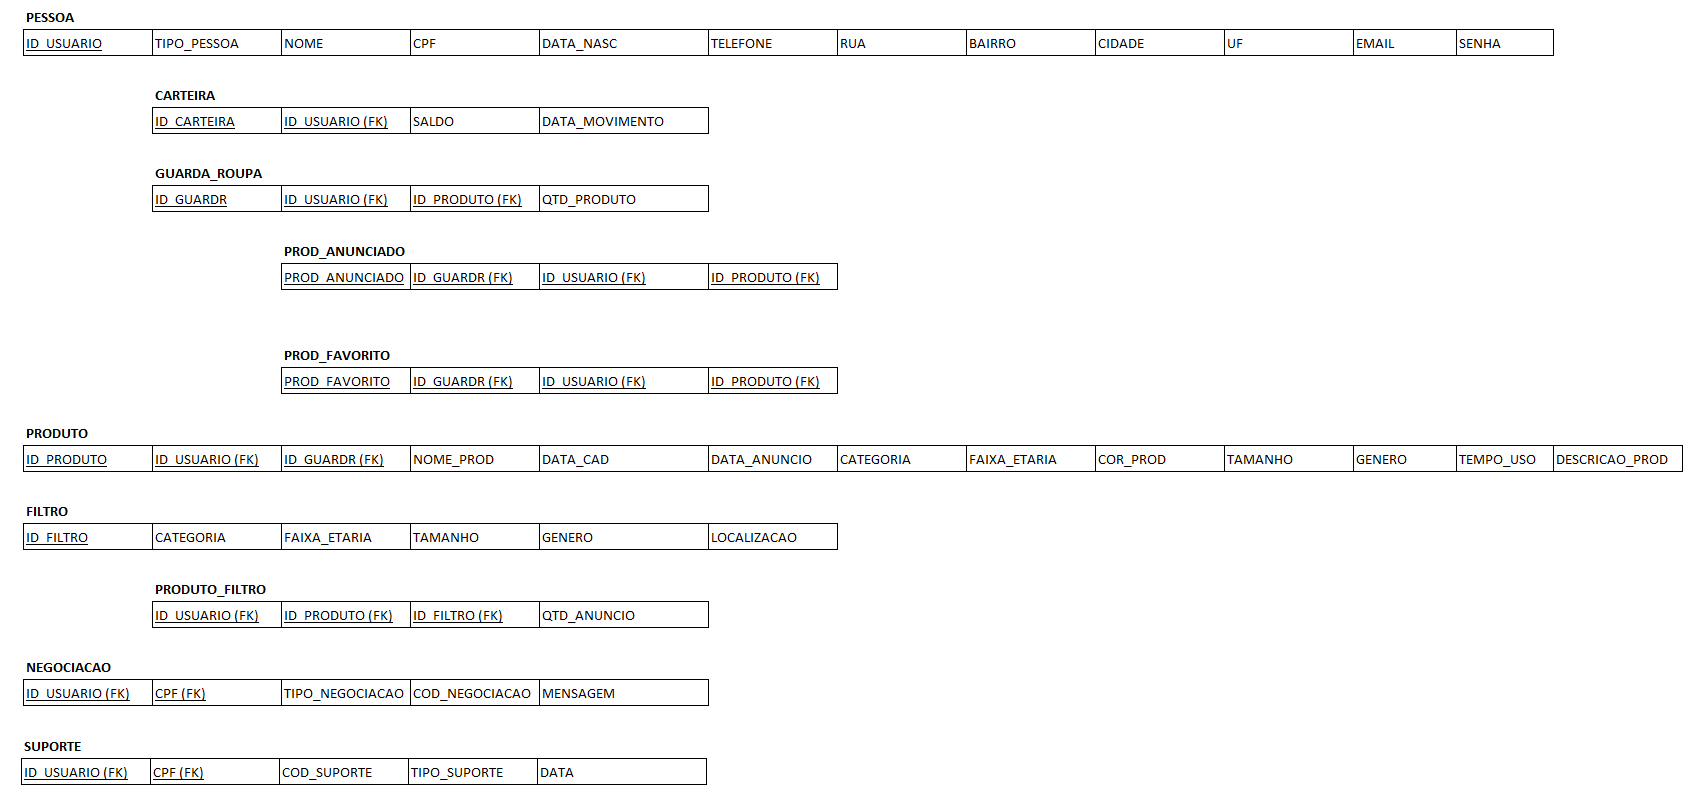 PESSOA
ID_USUARIO TIPO_PESSOA NOME CPF DATA_NASC TELEFONE RUA BAIRRO CIDADE UF EMAIL SENHA
CARTEIRA
ID_CARTEIRA ID_USUARIO (FK) SALDO DATA_MOVIMENTO
GUARDA_ROUPA
ID_GUARDR ID_USUARIO (FK) ID_PRODUTO (FK) QTD_PRODUTO
PROD_ANUNCIADO
PROD_ANUNCIADO ID_GUARDR (FK) ID_USUARIO (FK) ID_PRODUTO (FK)
PROD_FAVORITO
PROD_FAVORITO ID_GUARDR (FK) ID_USUARIO (FK) ID_PRODUTO (FK)
PRODUTO
ID_PRODUTO ID_USUARIO (FK) ID_GUARDR (FK) NOME_PROD DATA_CAD DATA_ANUNCIO CATEGORIA FAIXA_ETARIA COR_PROD TAMANHO GENERO TEMPO_USO DESCRICAO_PROD
FILTRO
ID_FILTRO CATEGORIA FAIXA_ETARIA TAMANHO GENERO LOCALIZACAO
PRODUTO_FILTRO
ID_USUARIO (FK) ID_PRODUTO (FK) ID_FILTRO (FK) QTD_ANUNCIO
NEGOCIACAO
ID_USUARIO (FK) CPF (FK) TIPO_NEGOCIACAO COD_NEGOCIACAO MENSAGEM
SUPORTE
ID_USUARIO (FK) CPF (FK) COD_SUPORTE TIPO_SUPORTE DATA